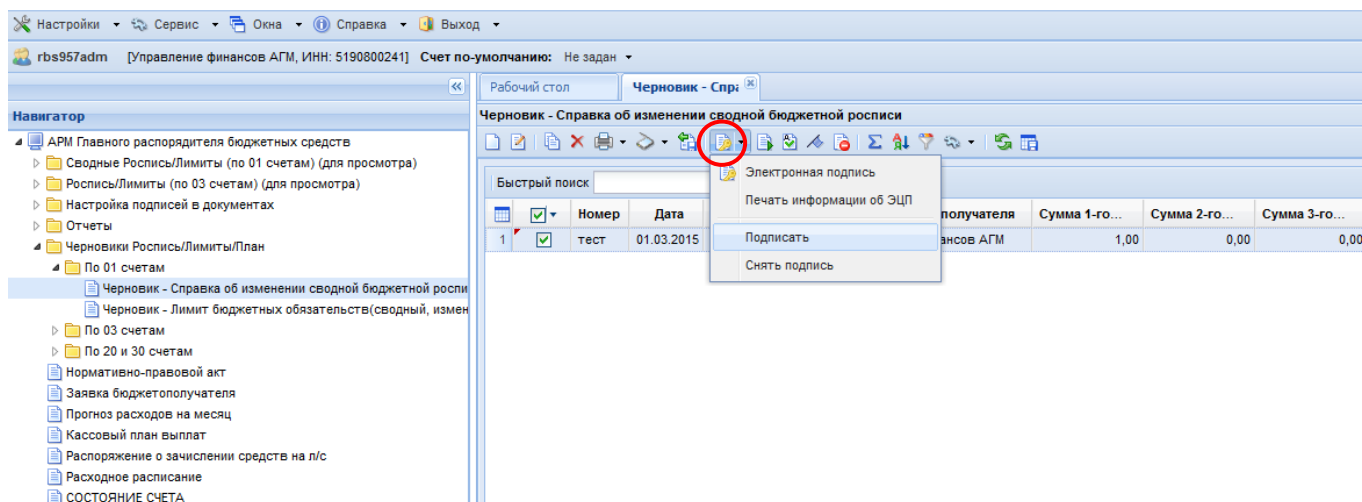 Настройки Сервис Окна Справка Выход
rbs957adm [Управление финансов АГМ, ИНН: 5190800241] Счет по-умолчанию: Не задан
Рабочий стол Черновик - Спра
Навигатор
Черновик - Справка об изменении сводной бюджетной росписи
АРМ Главного распорядителя бюджетных средств
Сводные Роспись/Лимиты (по 01 счетам) (для просмотра)
Роспись/Лимиты (по 03 счетам) (для просмотра)
Настройка подписей в документах
Отчеты
Черновики Роспись/Лимиты/План
По 01 счетам
Черновик - Справка об изменении сводной бюджетной роспи
Черновик - Лимит бюджетных обязательств(сводный, измен
По 03 счетам
По 20 и 30 счетам
Нормативно-правовой акт
Заявка бюджетополучателя
Прогноз расходов на месяц
Кассовый план выплат
Распоряжение о зачислении средств на л/с
Расходное расписание
СОСТОЯНИЕ СЧЕТА
Быстрый поиск
Номер Дата получателя Сумма 1-го... Сумма 2-го... Сумма 3-го...
1 тест 01.03.2015 ансов АГМ 1,00 0,00 0,00
Электронная подпись
Печать информации об ЭЦП
Подписать
Снять подпись